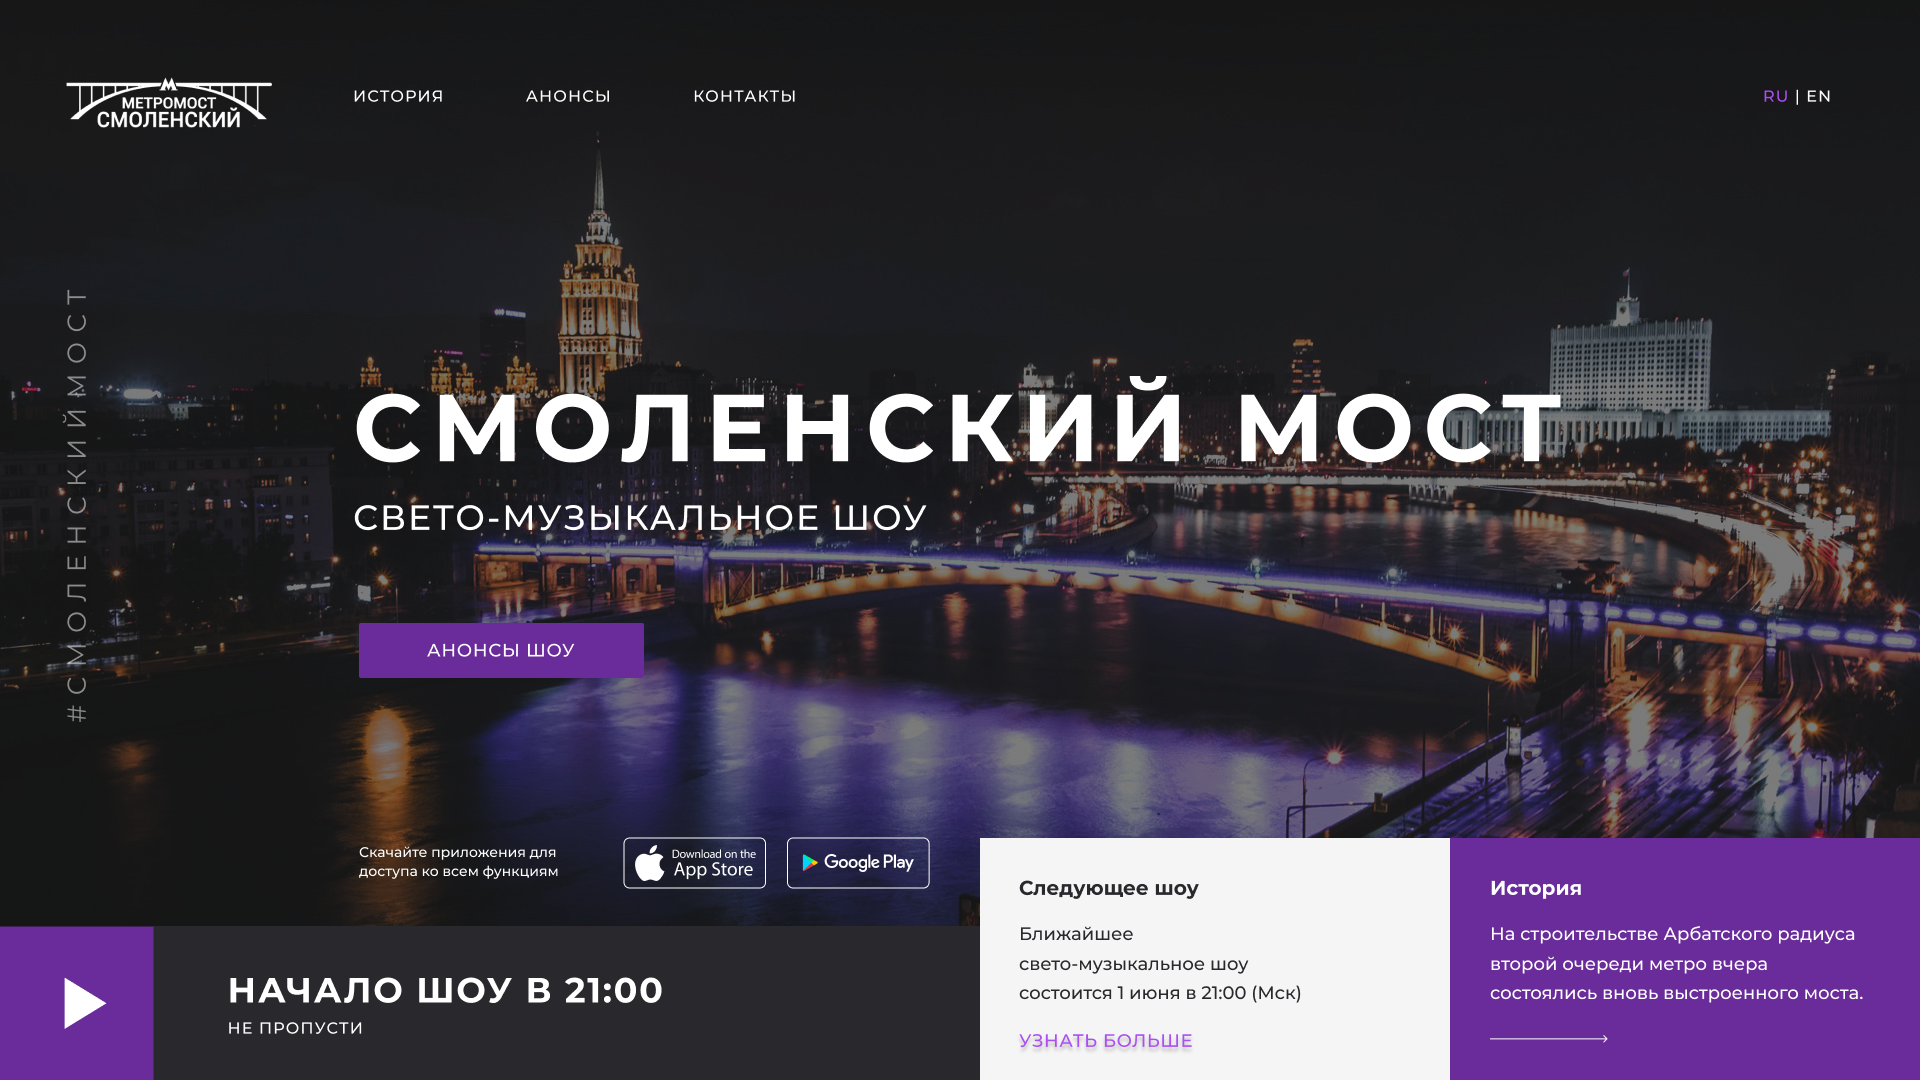 МЕТРОМОСТ
СМОЛЕНСКИЙ
ИСТОРИЯ
АНОНСЫ
КОНТАКТЫ
RU | EN
#СМОЛЕНСКИЙМОСТ
СМОЛЕНСКИЙ МОСТ
СВЕТО-МУЗЫКАЛЬНОЕ ШОУ
АНОНСЫ ШОУ
Скачайте приложения для
доступа ко всем функциям
Download on the
App Store
Google Play
НАЧАЛО ШОУ В 21:00
НЕ ПРОПУСТИ
Следующее шоу
Ближайшее
свето-музыкальное шоу
состоится 1 июня в 21:00 (Мск)
УЗНАТЬ БОЛЬШЕ
История
На строительстве Арбатского радиуса
второй очереди метро вчера
состоялись вновь выстроенного моста.